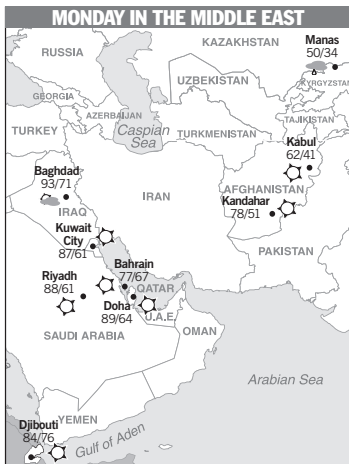 MONDAY IN THE MIDDLE EAST
KAZAKHSTAN
Manas
50/34
RUSSIA
UZBEKISTAN
KYRGYZSTAN
GEORGIA
AZERBAIJAN
TAJIKISTAN
TURKEY
Caspian
Sea
TURKMENISTAN
Kabul
62/41
Baghdad
93/71
IRAN
AFGHANISTAN
Kandahar
78/51
IRAQ
Kuwait
City
87/61
PAKISTAN
Bahrain
77/67
Riyadh
88/61
QATAR
Doha
89/64
U.A.E.
OMAN
SAUDI ARABIA
Arabian Sea
YEMEN
Djibouti
84/76
Gulf of Aden